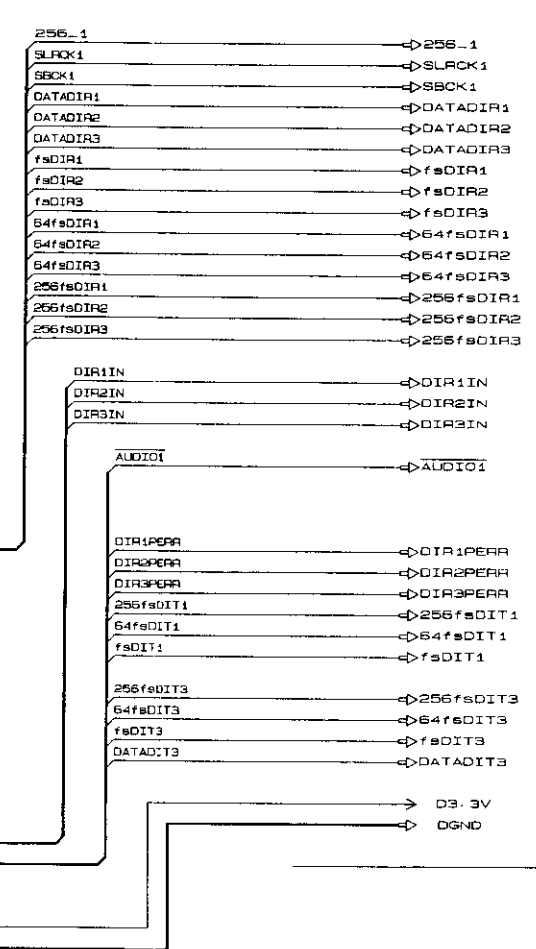 256_1 256_1
SLRCK1 SLRCK1
SBCK1 SBCK1
DATADIR1 DATADIR1
DATADIR2 DATADIR2
DATADIR3 DATADIR3
fsDIR1 fsDIR1
fsDIR2 fsDIR2
fsDIR3 fsDIR3
64fsDIR1 64fsDIR1
64fsDIR2 64fsDIR2
64fsDIR3 64fsDIR3
256fsDIR1 256fsDIR1
256fsDIR2 256fsDIR2
256fsDIR3 256fsDIR3
DIR1IN DIR1IN
DIR2IN DIR2IN
DIR3IN DIR3IN
AUDIO1 AUDIO1
DIR1PERR DIR1PERR
DIR2PERR DIR2PERR
DIR3PERR DIR3PERR
256fsDIT1 256fsDIT1
64fsDIT1 64fsDIT1
fsDIT1 fsDIT1
256fsDIT3 256fsDIT3
64fsDIT3 64fsDIT3
fsDIT3 fsDIT3
DATADIT3 DATADIT3
D3.3V
DGND